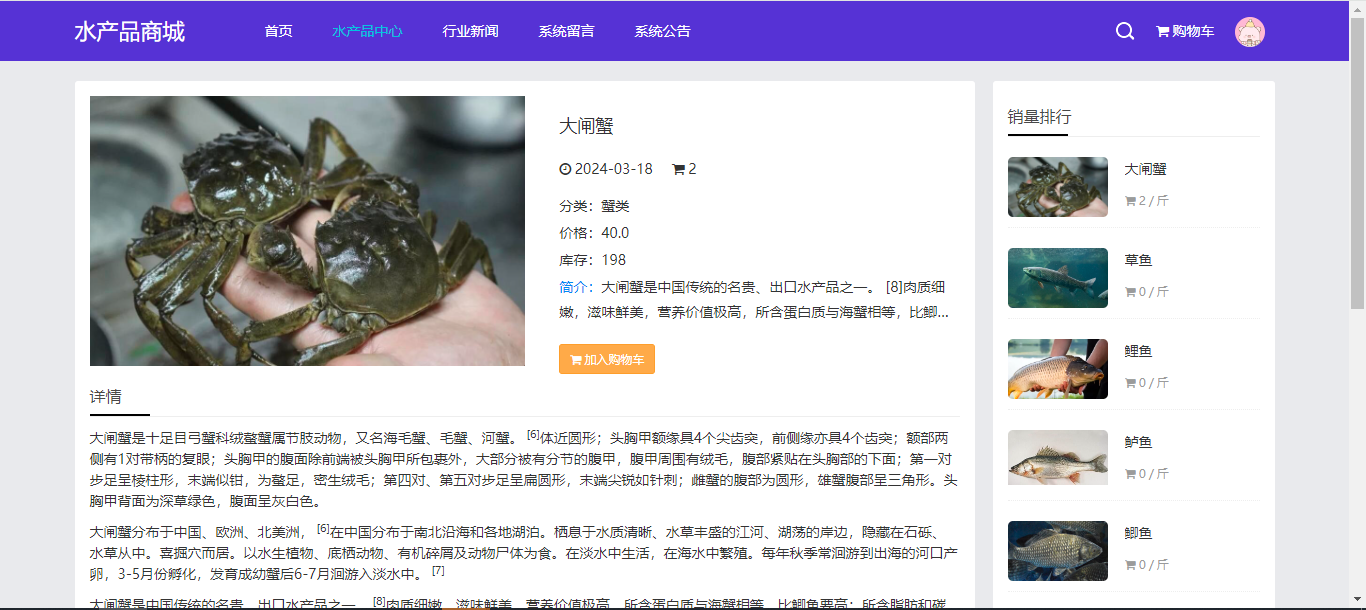 水产品商城 首页 水产品中心 行业新闻 系统留言 系统公告 购物车
大闸蟹
2024-03-18 2
分类：蟹类
价格：40.0
库存：198
简介：大闸蟹是中国传统的名贵、出口水产品之一。 [8]肉质细
嫩，滋味鲜美，营养价值极高，所含蛋白质与海蟹相等，比鲫...
加入购物车
详情
大闸蟹是十足目弓蟹科绒螯蟹属节肢动物，又名海毛蟹、毛蟹、河蟹。 [6]体近圆形；头胸甲额缘具4个尖齿突，前侧缘亦具4个齿突；额部两
侧有1对带柄的复眼；头胸甲的腹面除前端被头胸甲所包裹外，大部分被有分节的腹甲，腹甲周围有绒毛，腹部紧贴在头胸部的下面；第一对
步足呈棱柱形，末端似钳，为螯足，密生绒毛；第四对、第五对步足呈扁圆形，末端尖锐如针刺；雌蟹的腹部为圆形，雄蟹腹部呈三角形。头
胸甲背面为深草绿色，腹面呈灰白色。
大闸蟹分布于中国、欧洲、北美洲， [6]在中国分布于南北沿海和各地湖泊。栖息于水质清晰、水草丰盛的江河、湖荡的岸边，隐藏在石砾、
水草从中。喜掘穴而居。以水生植物、底栖动物、有机碎屑及动物尸体为食。在淡水中生活，在海水中繁殖。每年秋季常洄游到出海的河口产
卵，3-5月份孵化，发育成幼蟹后6-7月洄游入淡水中。 [7]
大闸蟹是中国传统的名贵、出口水产品之一。 [8]肉质细嫩，滋味鲜美，营养价值极高，所含蛋白质与海蟹相等，比鲫鱼要高；所含脂肪和碳
销量排行
大闸蟹
2 / 斤
草鱼
0 / 斤
鲤鱼
0 / 斤
鲈鱼
0 / 斤
鲫鱼
0 / 斤